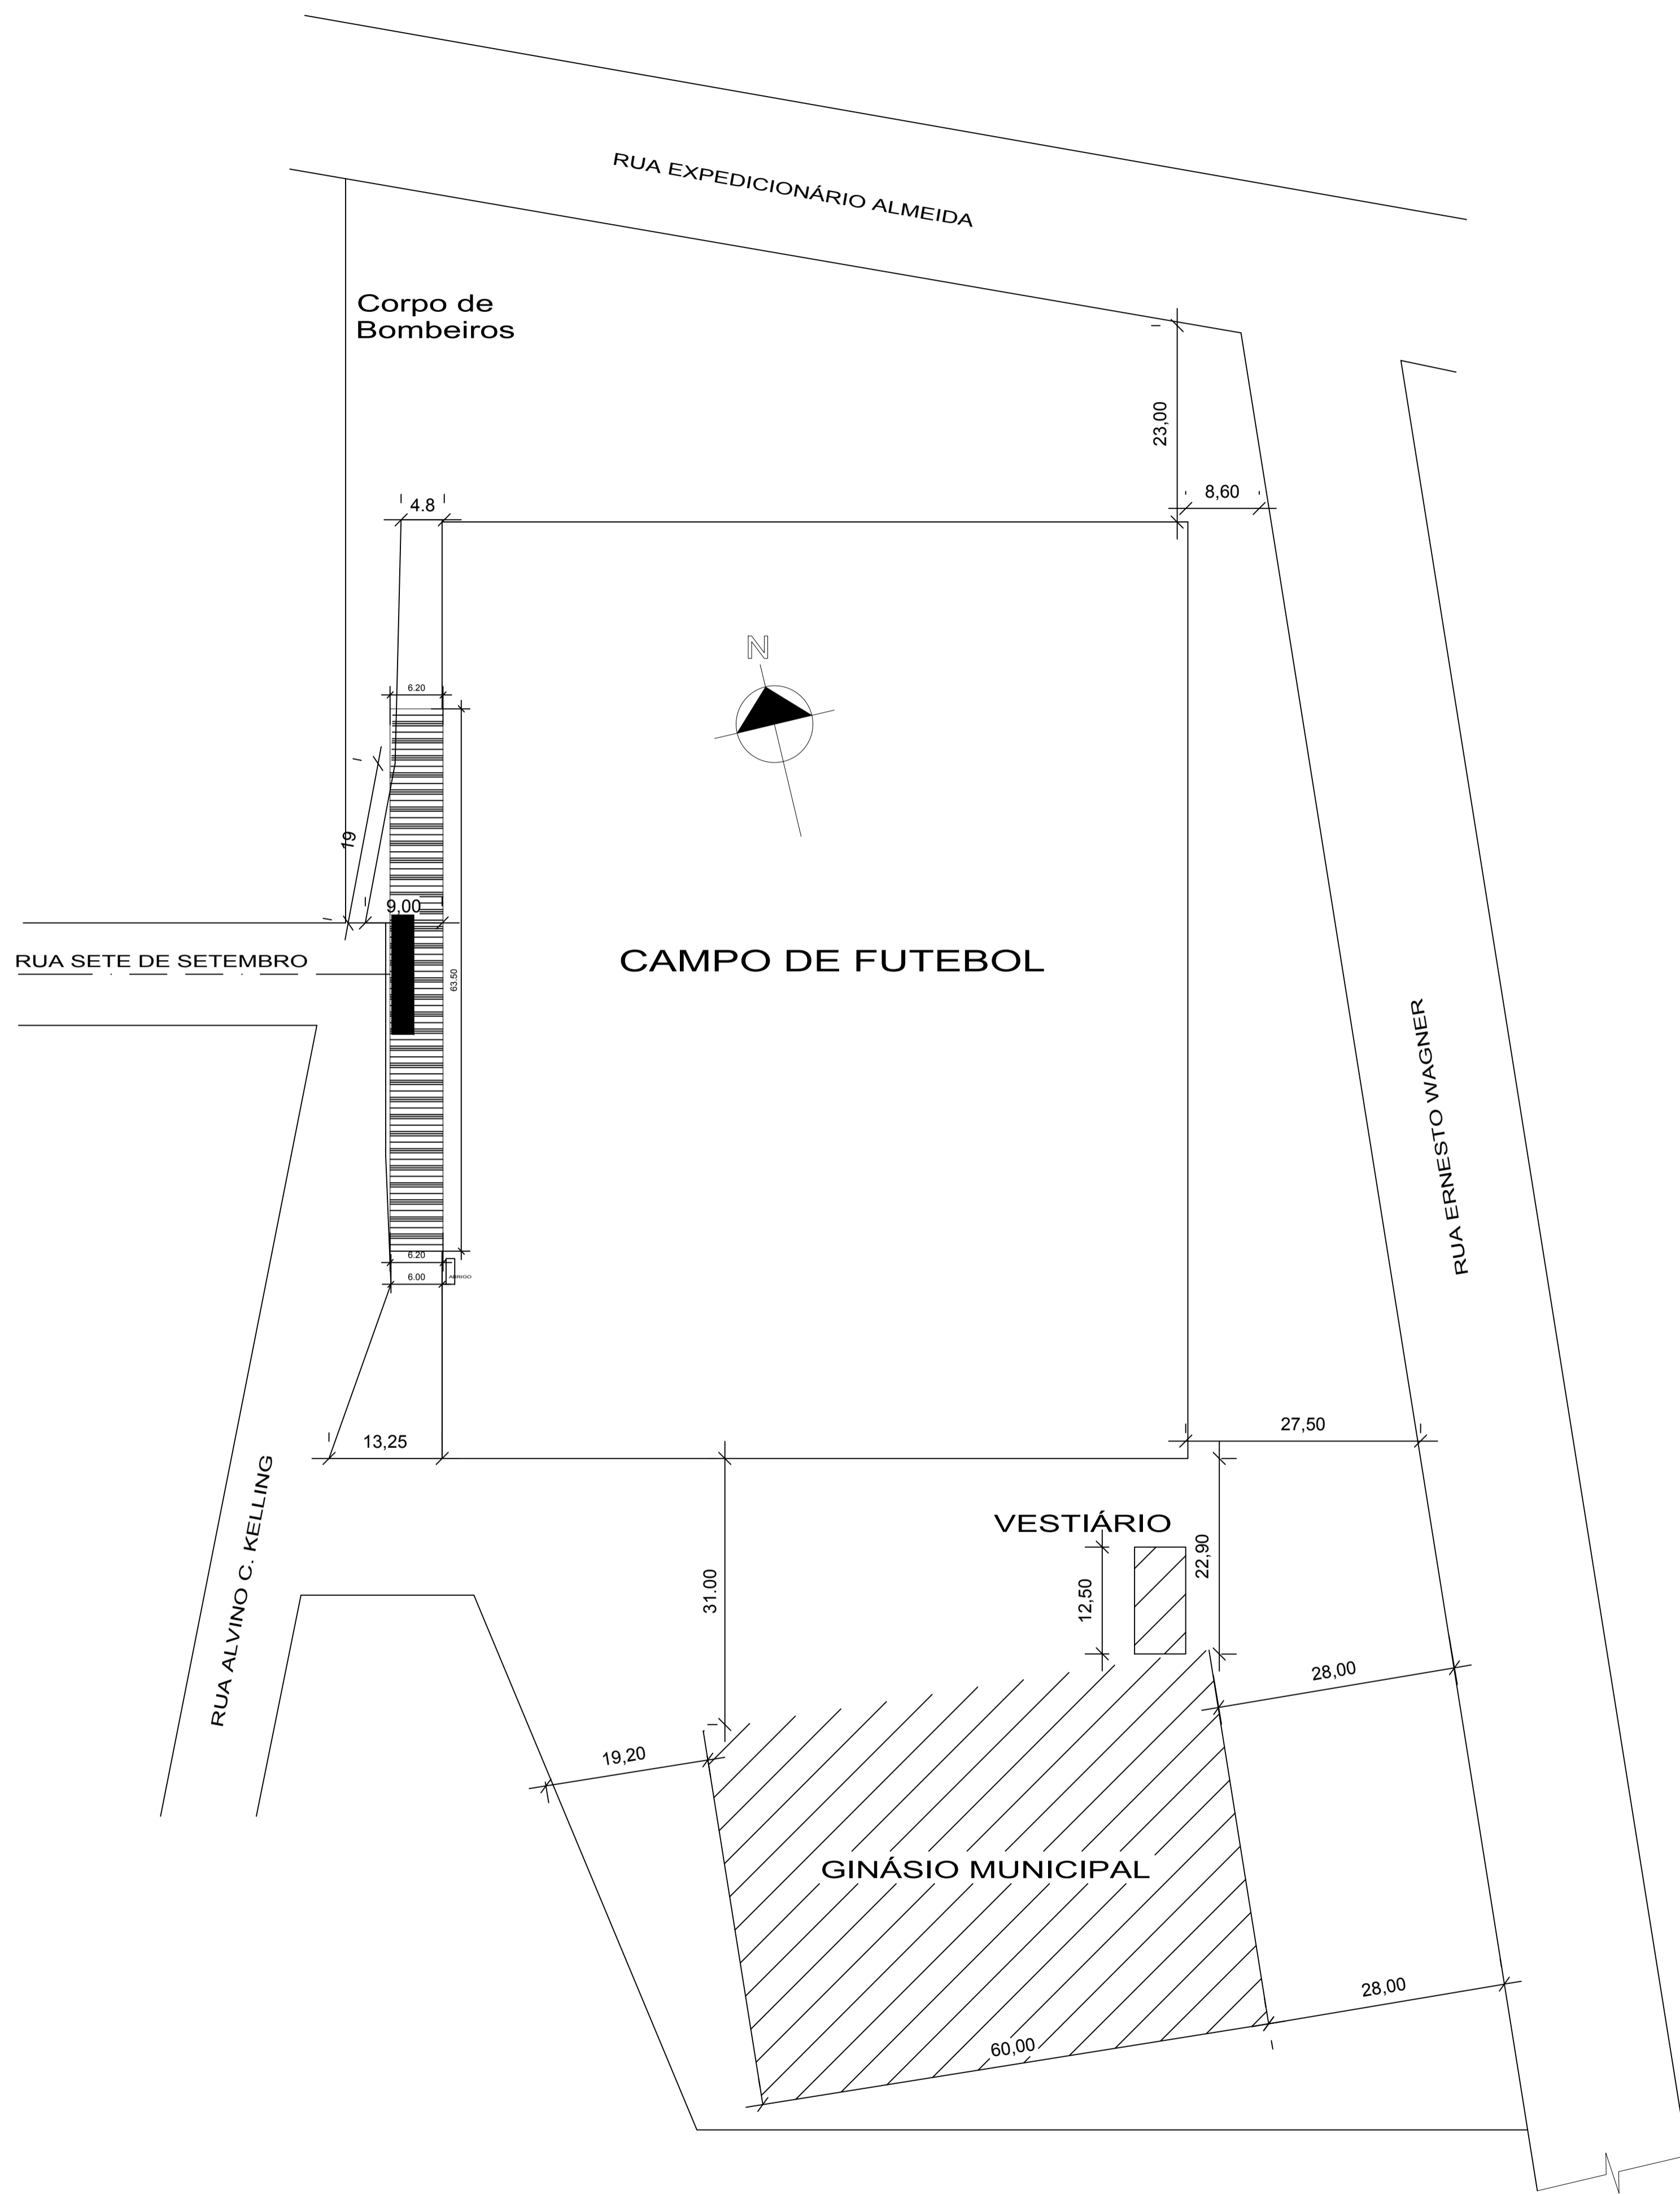 RUA EXPEDICIONÁRIO ALMEIDA
Corpo de
Bombeiros
23,00
8,60
4.8
N
6.20
19
9,00
RUA SETE DE SETEMBRO
CAMPO DE FUTEBOL
63.50
RUA ERNESTO WAGNER
6.20
6.00
ABRIGO
27,50
13,25
RUA ALVINO C. KELLING
VESTIÁRIO
22,90
12,50
31.00
28,00
19,20
GINÁSIO MUNICIPAL
28,00
60,00